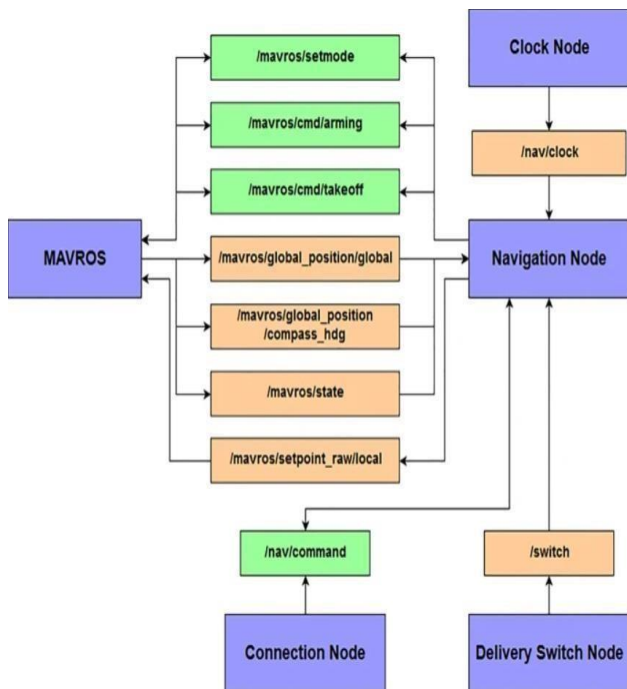 /mavros/setmode
Clock Node
/mavros/cmd/arming
/nav/clock
/mavros/cmd/takeoff
MAVROS
/mavros/global_position/global
Navigation Node
/mavros/global_position
/compass_hdg
/mavros/state
/mavros/setpoint_raw/local
/nav/command
/switch
Connection Node
Delivery Switch Node